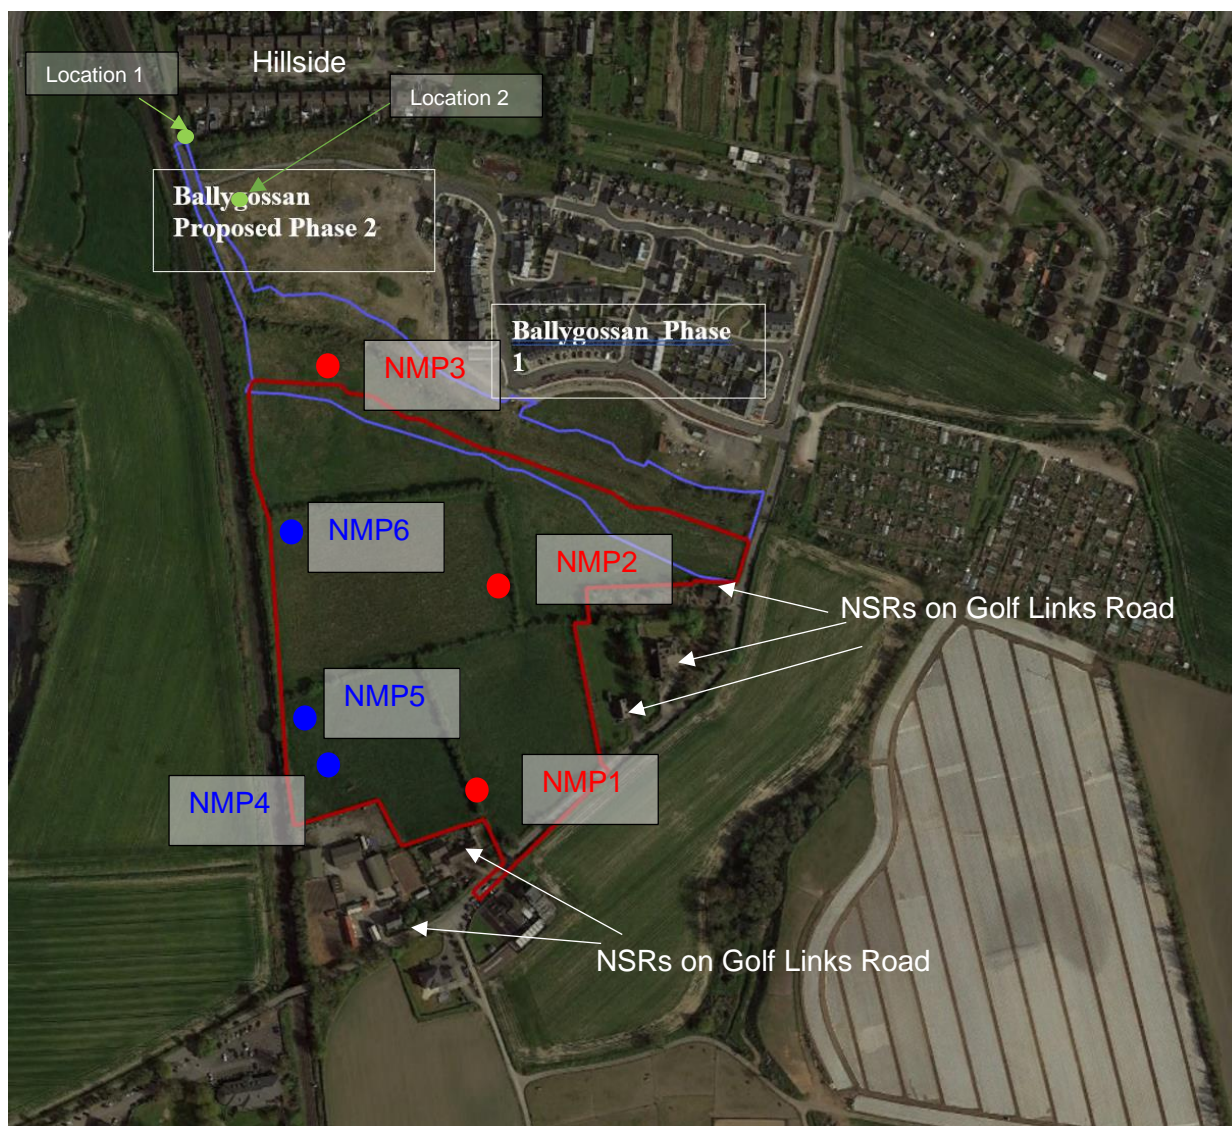 Hillside
Location 1
Location 2
Ballygossan
Proposed Phase 2
Ballygossan Phase
1
NMP3
NMP6
NMP2
NSRs on Golf Links Road
NMP5
NMP1
NMP4
NSRs on Golf Links Road